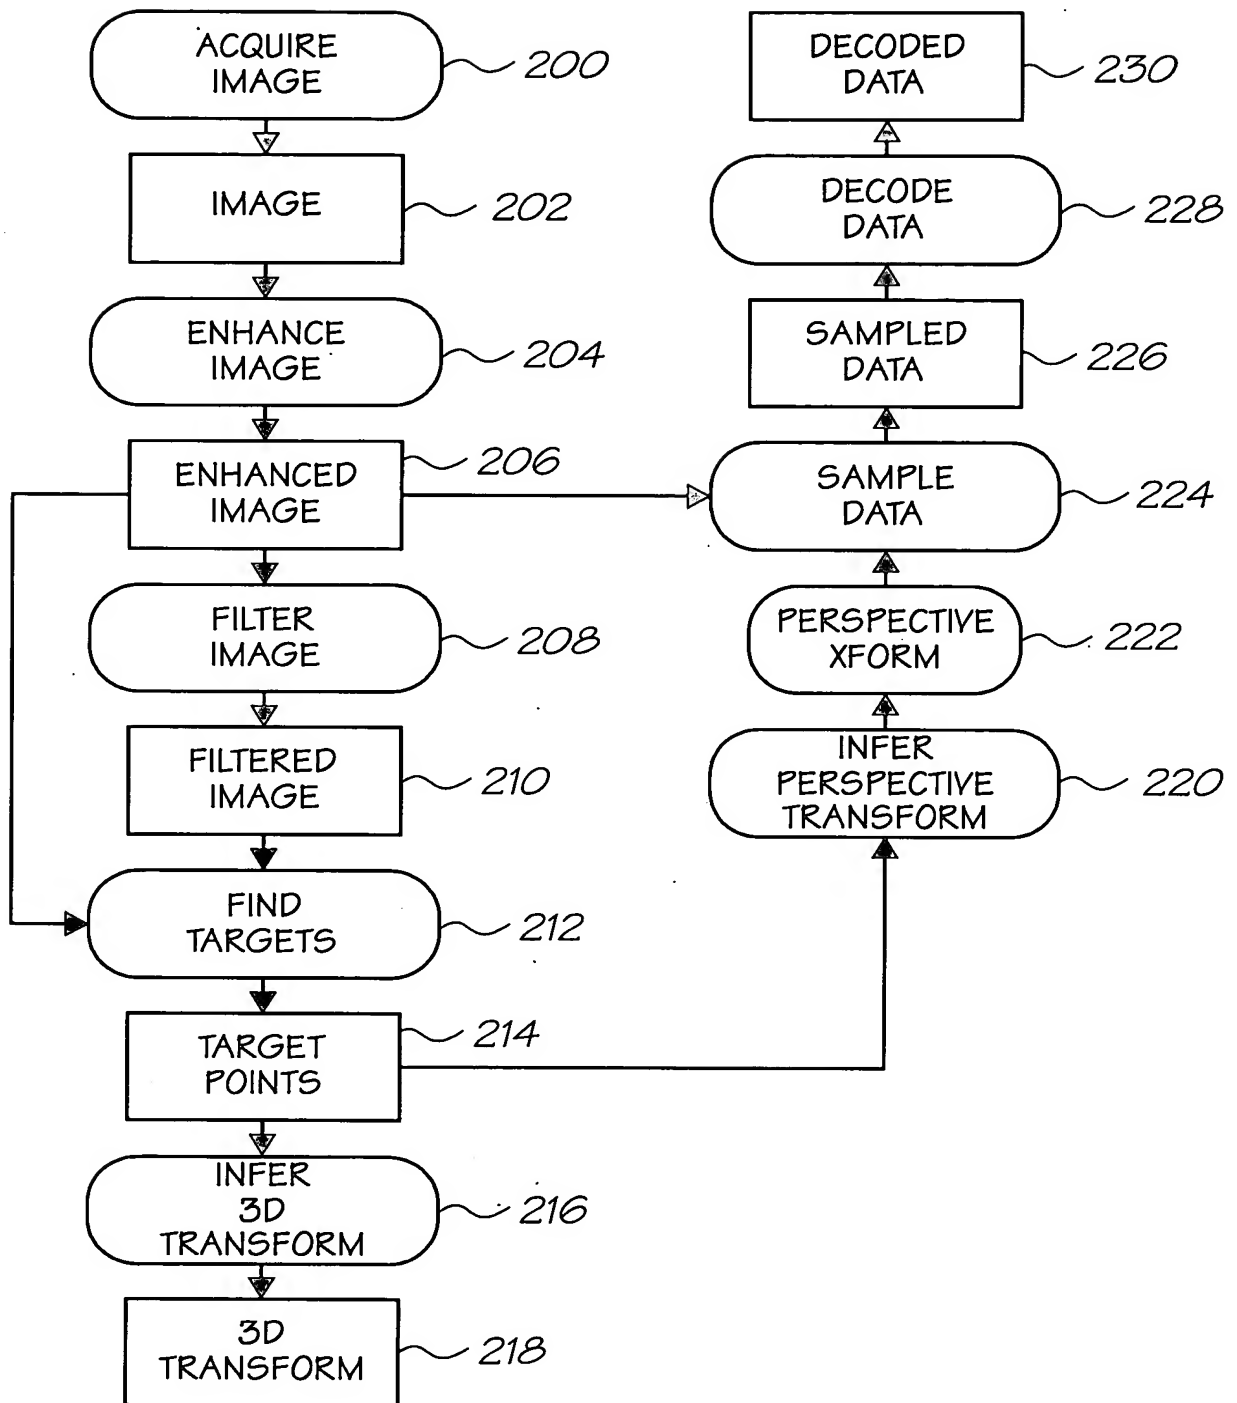 ACQUIRE
IMAGE
200
IMAGE
202
ENHANCE
IMAGE
204
ENHANCED
IMAGE
206
FILTER
IMAGE
208
FILTERED
IMAGE
210
FIND
TARGETS
212
TARGET
POINTS
214
INFER
3D
TRANSFORM
216
3D
TRANSFORM
218
DECODED
DATA
230
DECODE
DATA
228
SAMPLED
DATA
226
SAMPLE
DATA
224
PERSPECTIVE
XFORM
222
INFER
PERSPECTIVE
TRANSFORM
220